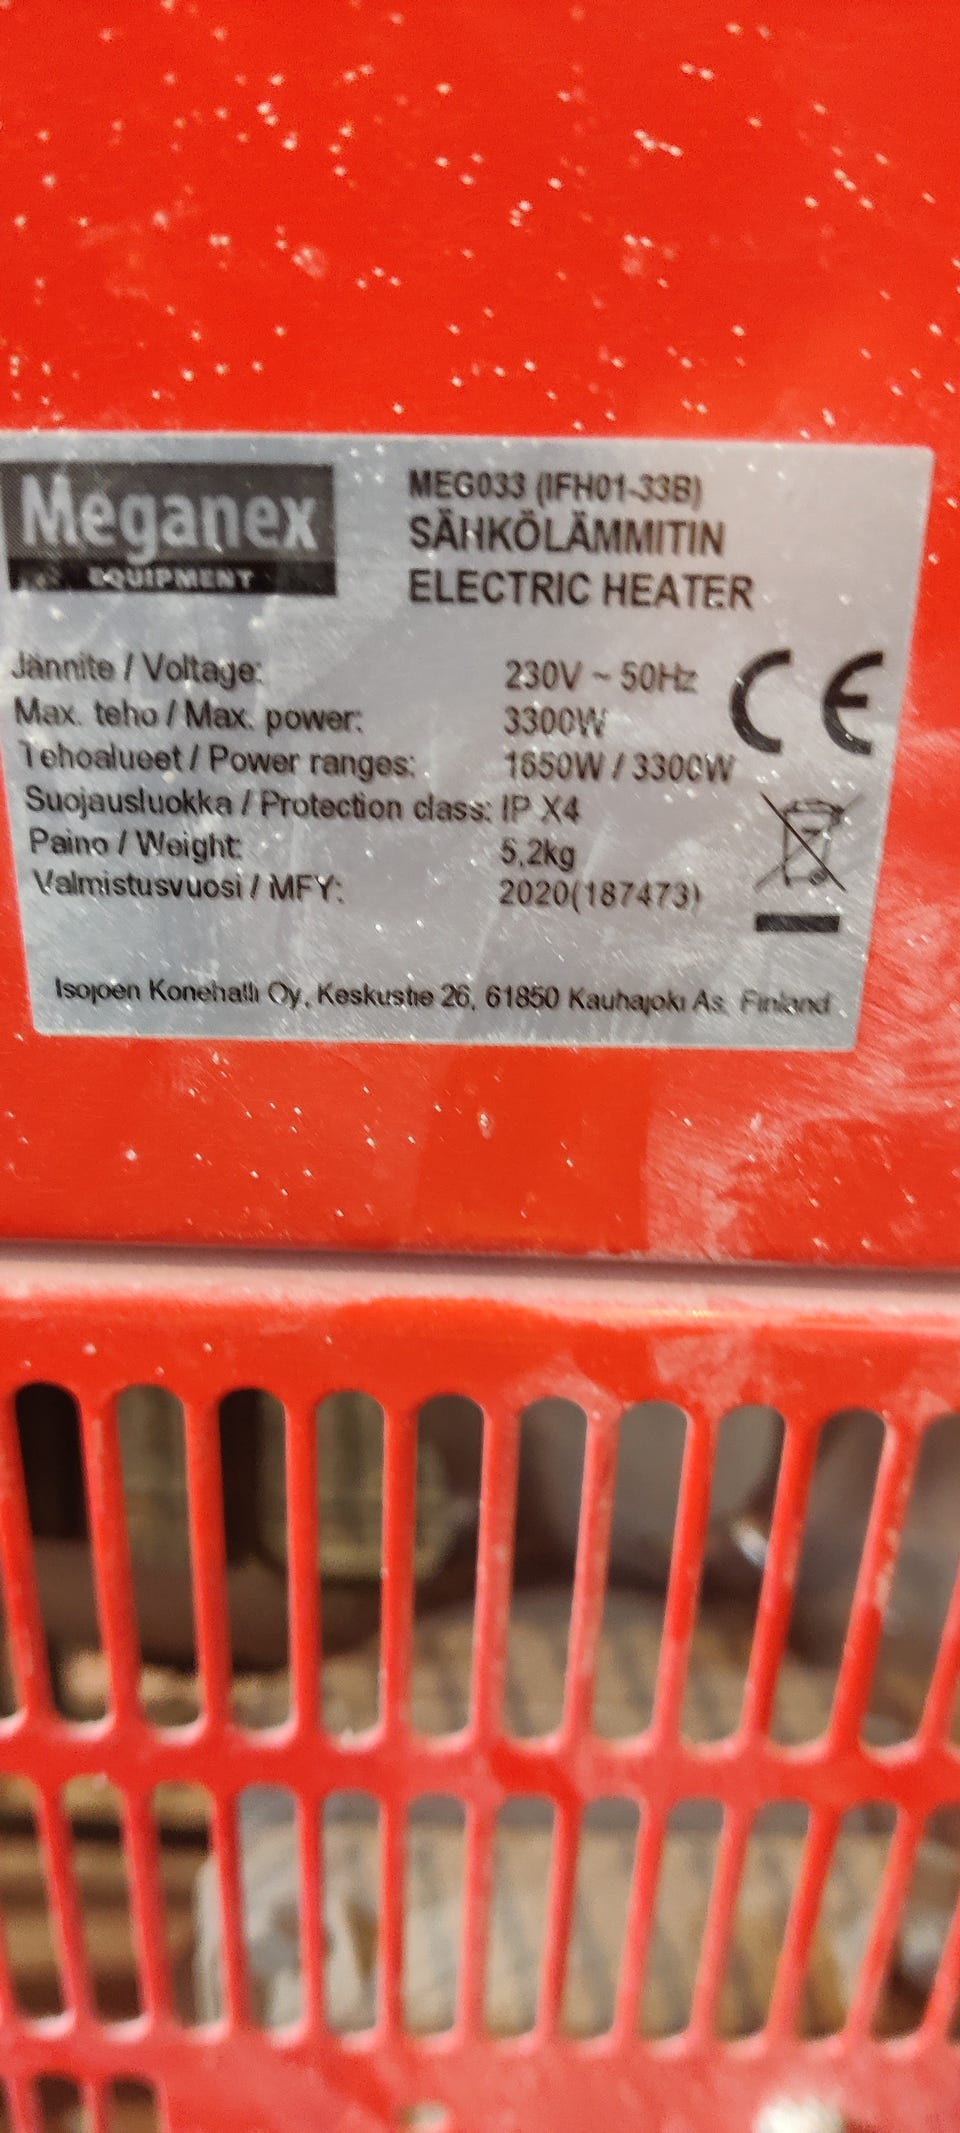 Meganex
EQUIPMENT
MEG033 (IFH01-33B)
SÄHKÖLÄMMITIN
ELECTRIC HEATER
Jännite / Voltage: 230V ~ 50Hz
Max. teho / Max. power: 3300W
Tehoalueet / Power ranges: 1650W / 3300W
Suojausluokka / Protection class: IP X4
Paino / Weight: 5,2kg
Valmistusvuosi / MFY: 2020(187473)
CE
Isojoen Konehalli Oy, Keskustie 26, 61850 Kauhajoki As, Finland